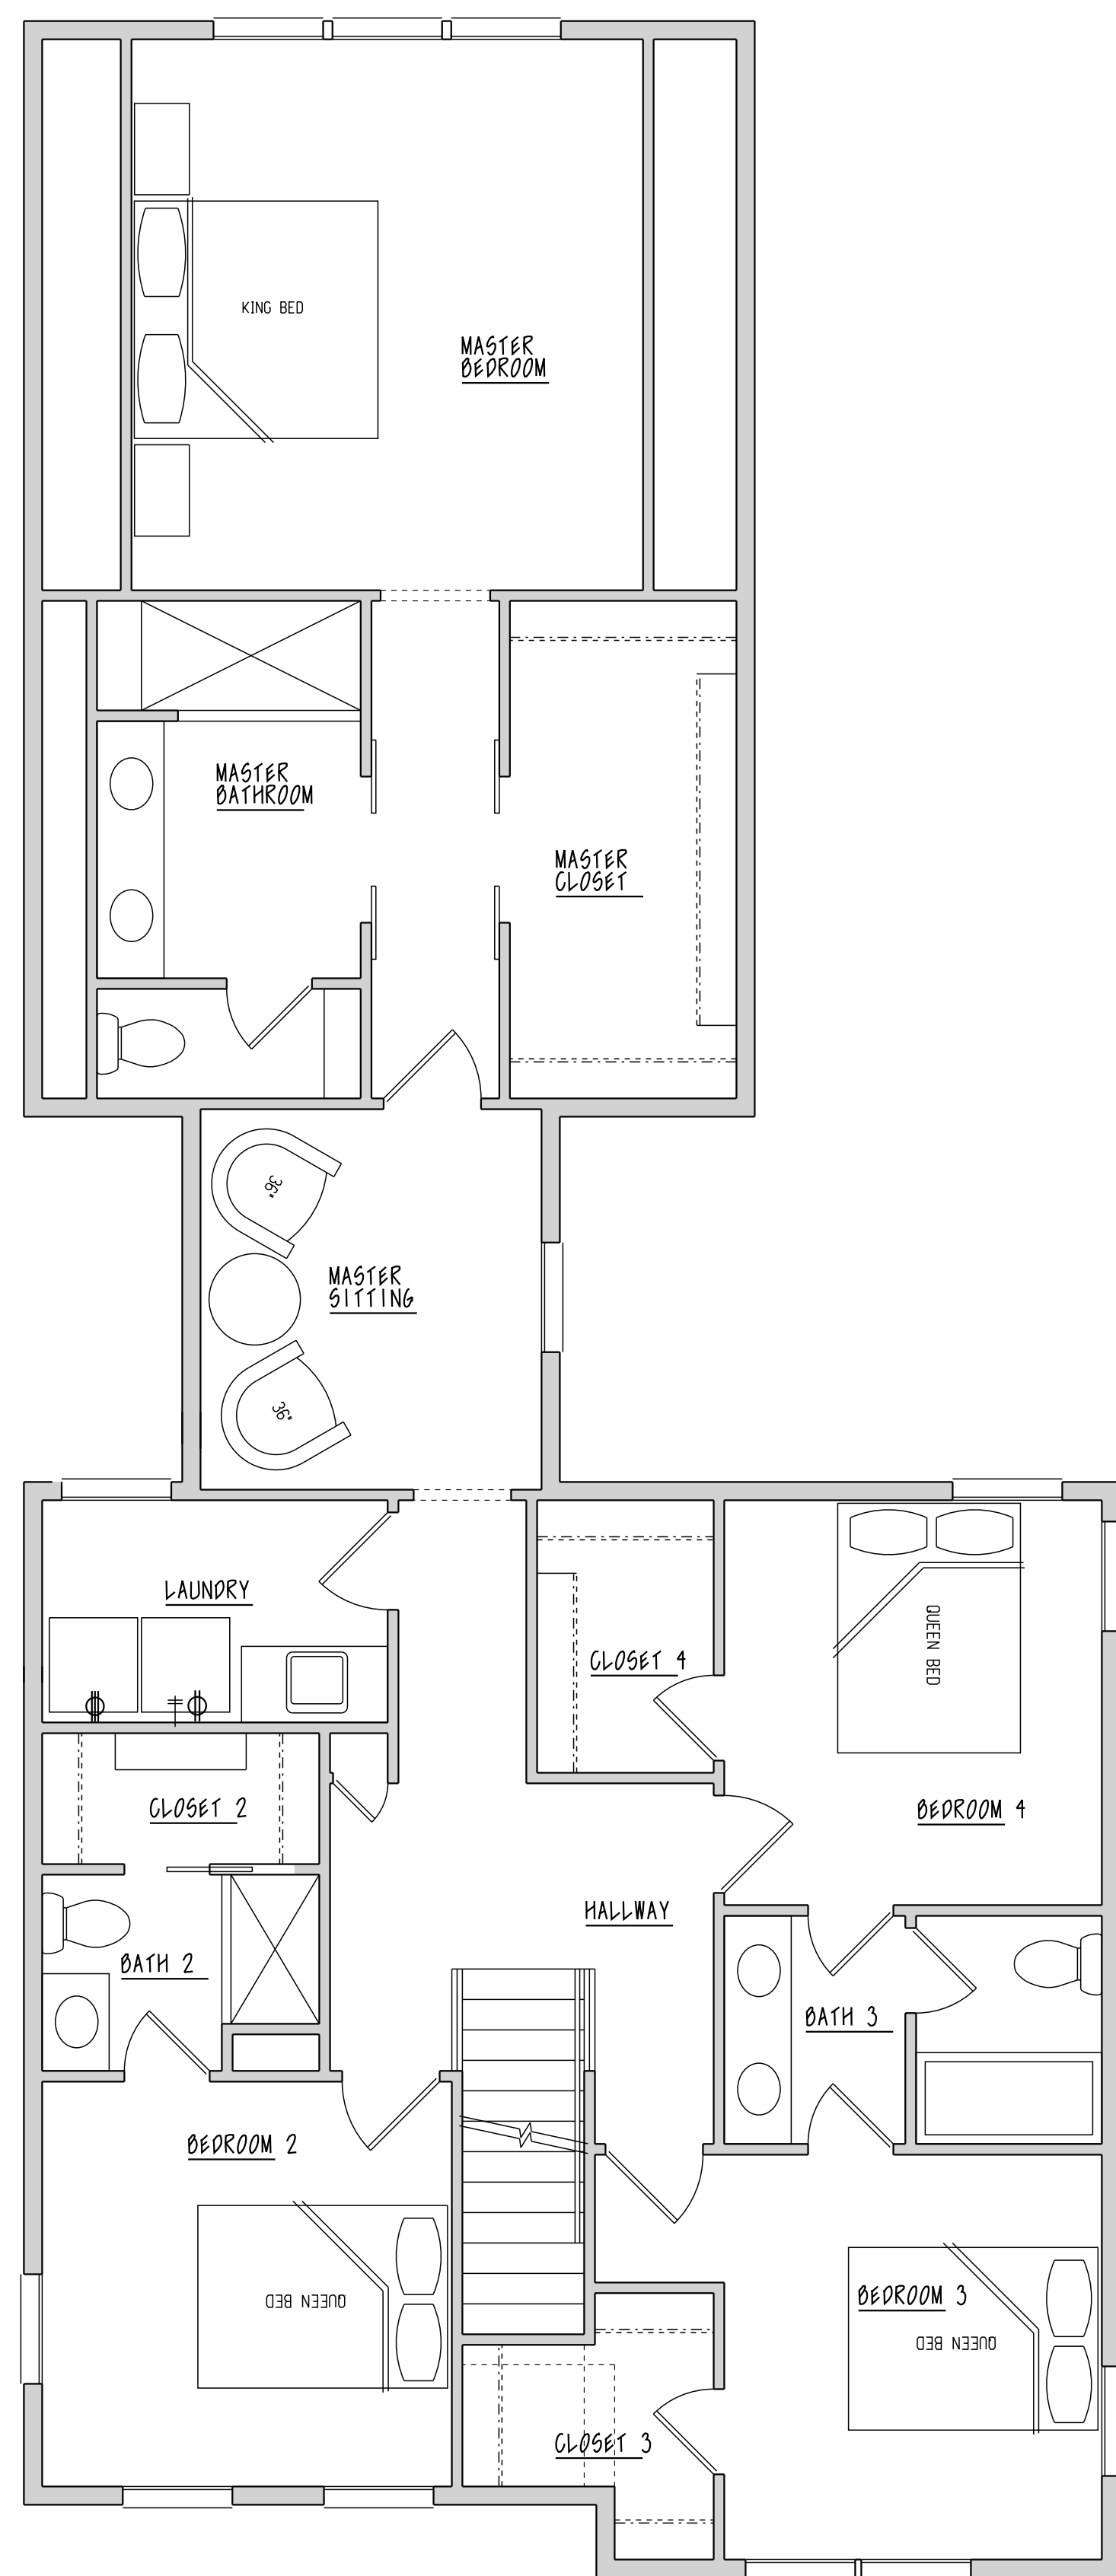 KING BED
MASTER
BEDROOM
MASTER
BATHROOM
MASTER
CLOSET
36"
MASTER
SITTING
36"
LAUNDRY
QUEEN BED
CLOSET 4
CLOSET 2
BEDROOM 4
HALLWAY
BATH 2
BATH 3
BEDROOM 2
QUEEN BED
BEDROOM 3
QUEEN BED
CLOSET 3